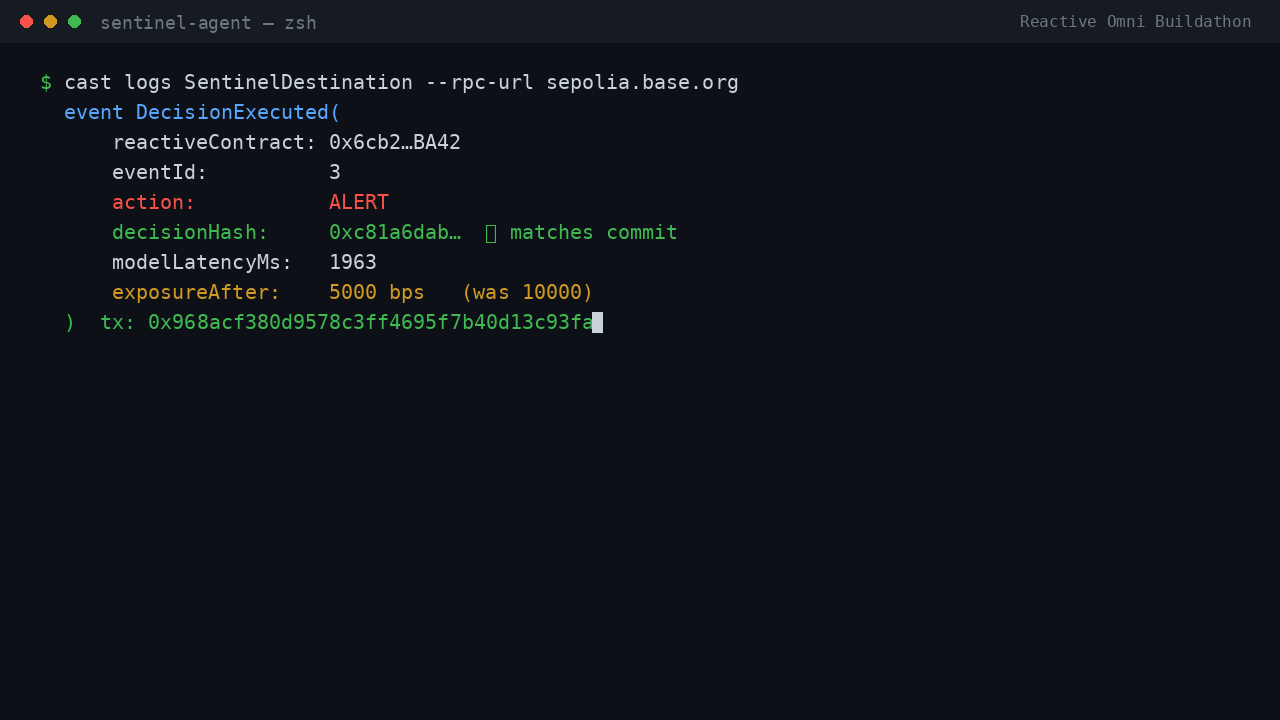 sentinel-agent — zsh
Reactive Omni Buildathon
$ cast logs SentinelDestination --rpc-url sepolia.base.org
event DecisionExecuted(
reactiveContract: 0x6cb2…BA42
eventId: 3
action: ALERT
decisionHash: 0xc81a6dab… ▯ matches commit
modelLatencyMs: 1963
exposureAfter: 5000 bps (was 10000)
) tx: 0x968acf380d9578c3ff4695f7b40d13c93fa